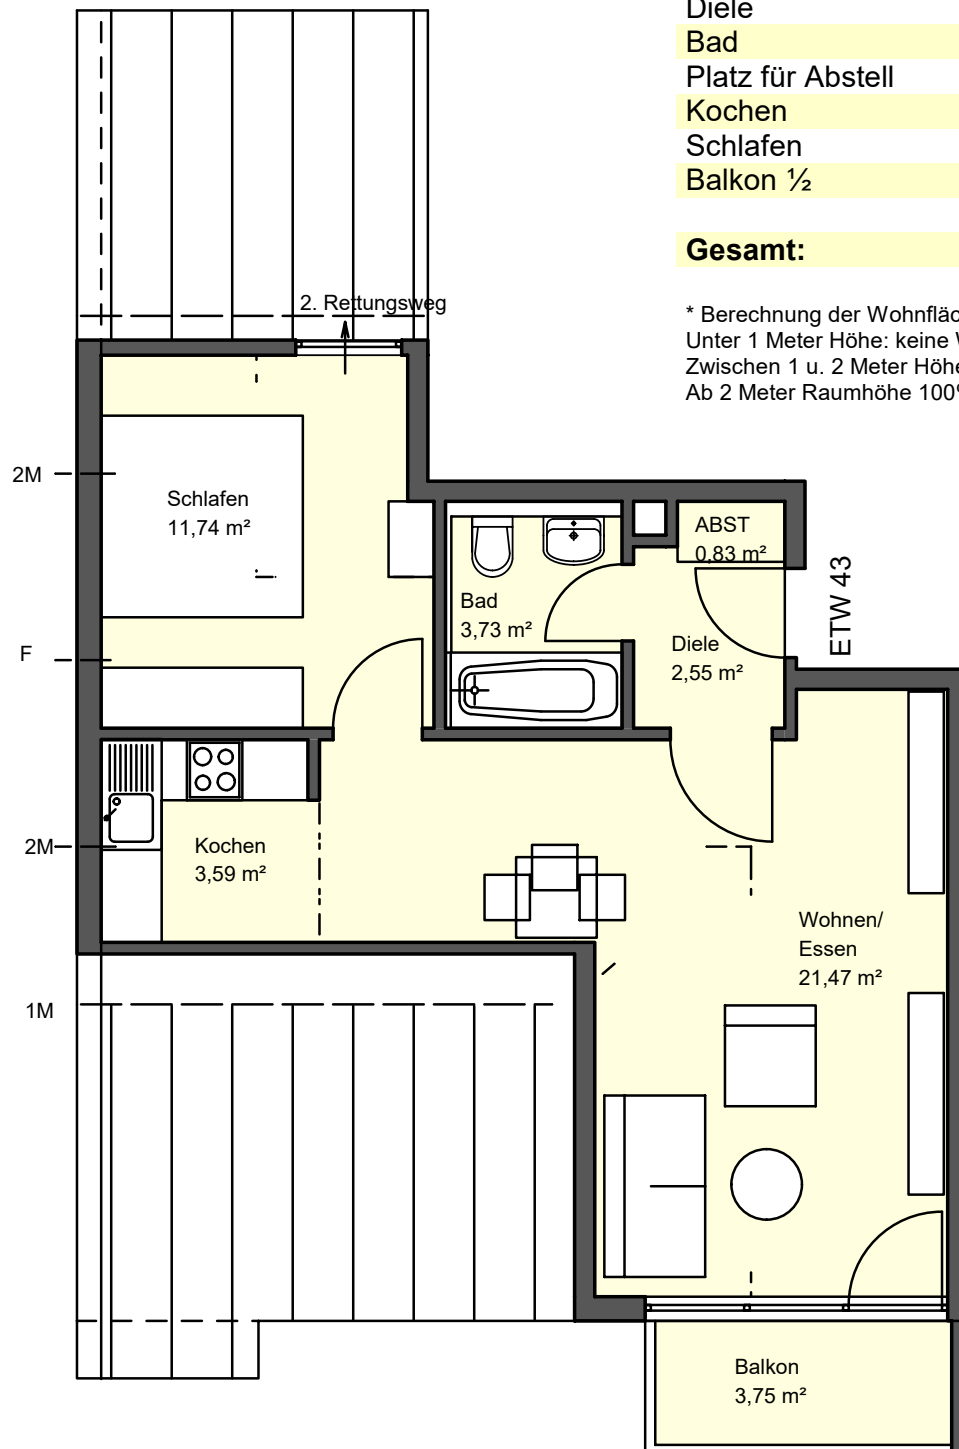 Diele
Bad
Platz für Abstell
Kochen
Schlafen
Balkon ½
Gesamt:
* Berechnung der Wohnfläc
Unter 1 Meter Höhe: keine
Zwischen 1 u. 2 Meter Höhe
Ab 2 Meter Raumhöhe 100%
2. Rettungsweg
2M
Schlafen
11,74 m²
ABST
0,83 m²
ETW 43
Bad
3,73 m²
Diele
2,55 m²
F
2M
Kochen
3,59 m²
Wohnen/
Essen
21,47 m²
1M
Balkon
3,75 m²